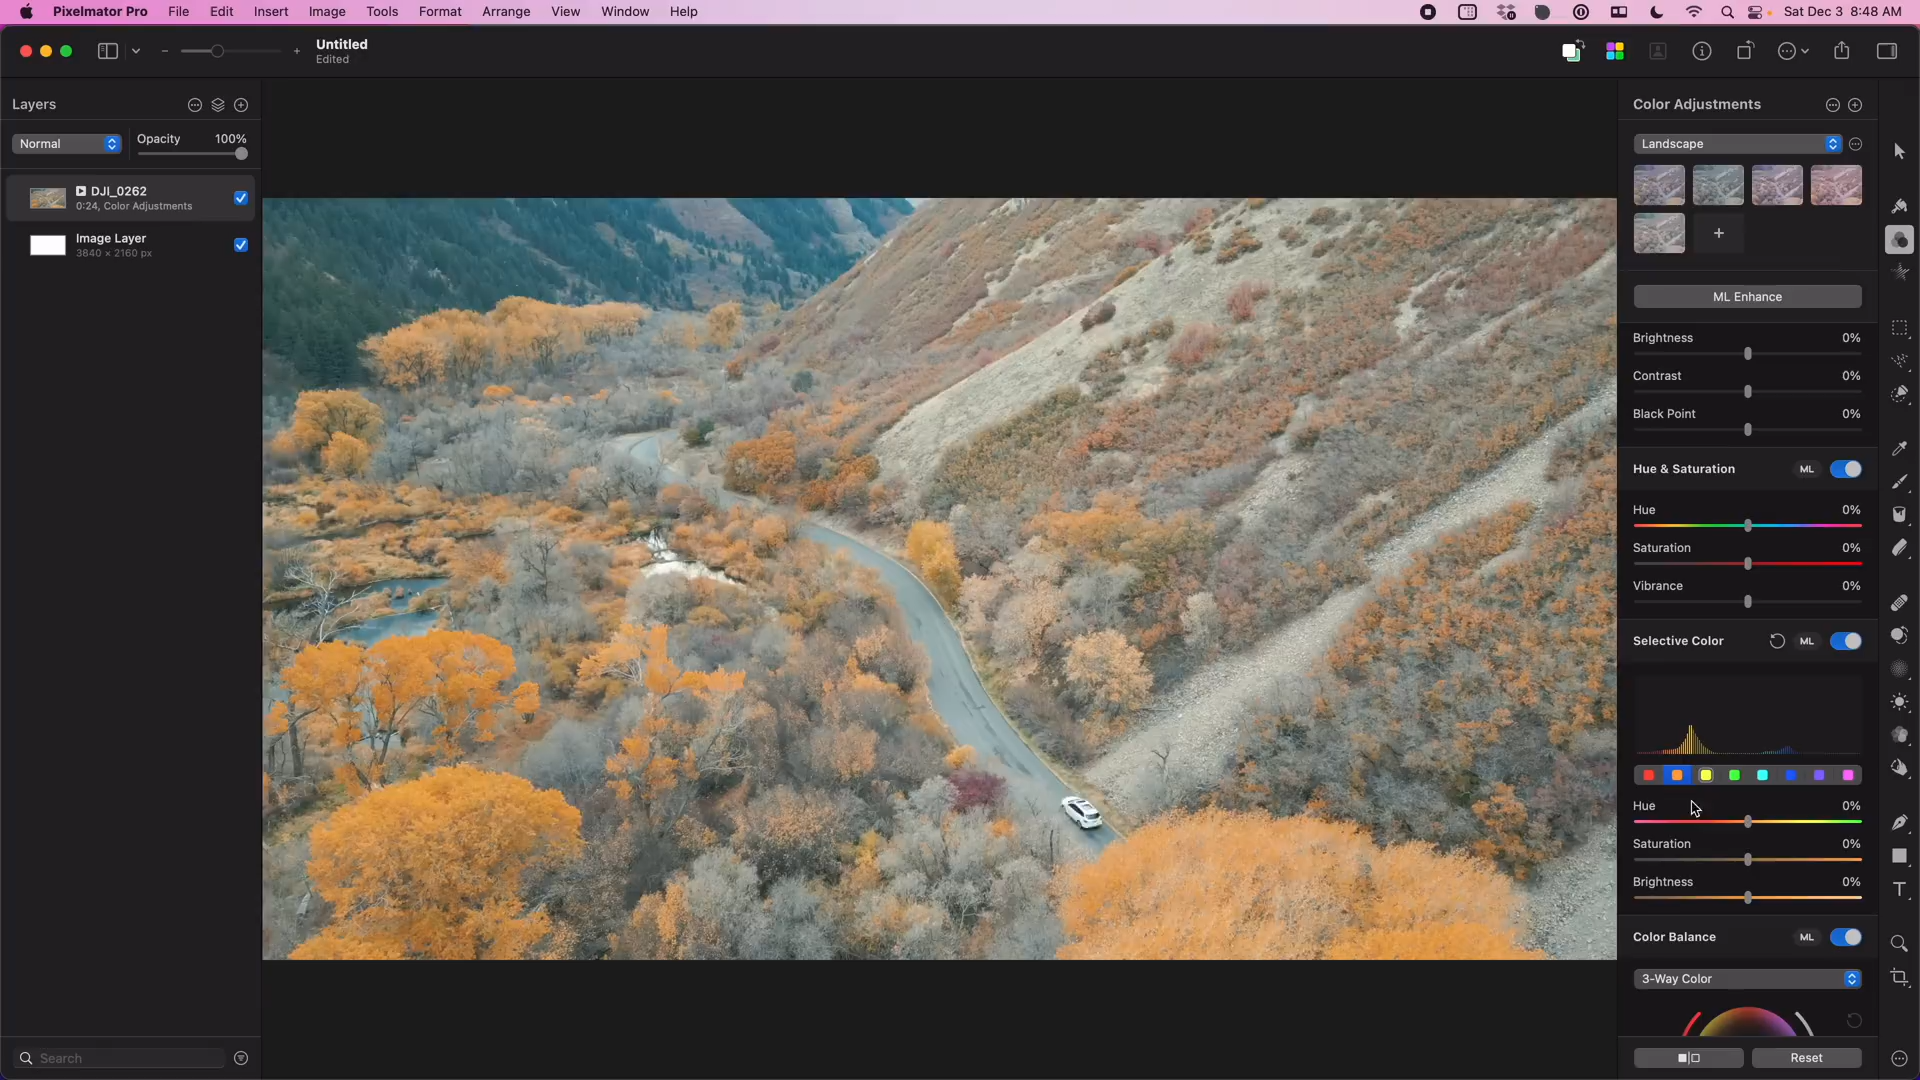 Pixelmator Pro File Edit Insert Image Tools Format Arrange View Window Help Sat Dec 3 8:48 AM
Untitled
Edited
Layers
Normal
Opacity 100%
DJI_0262
0:24, Color Adjustments
Image Layer
3840 × 2160 px
Search
Color Adjustments
Landscape
+
ML Enhance
Brightness 0%
Contrast 0%
Black Point 0%
Hue & Saturation ML
Hue 0%
Saturation 0%
Vibrance 0%
Selective Color ML
Hue 0%
Saturation 0%
Brightness 0%
Color Balance ML
3-Way Color
Reset
T